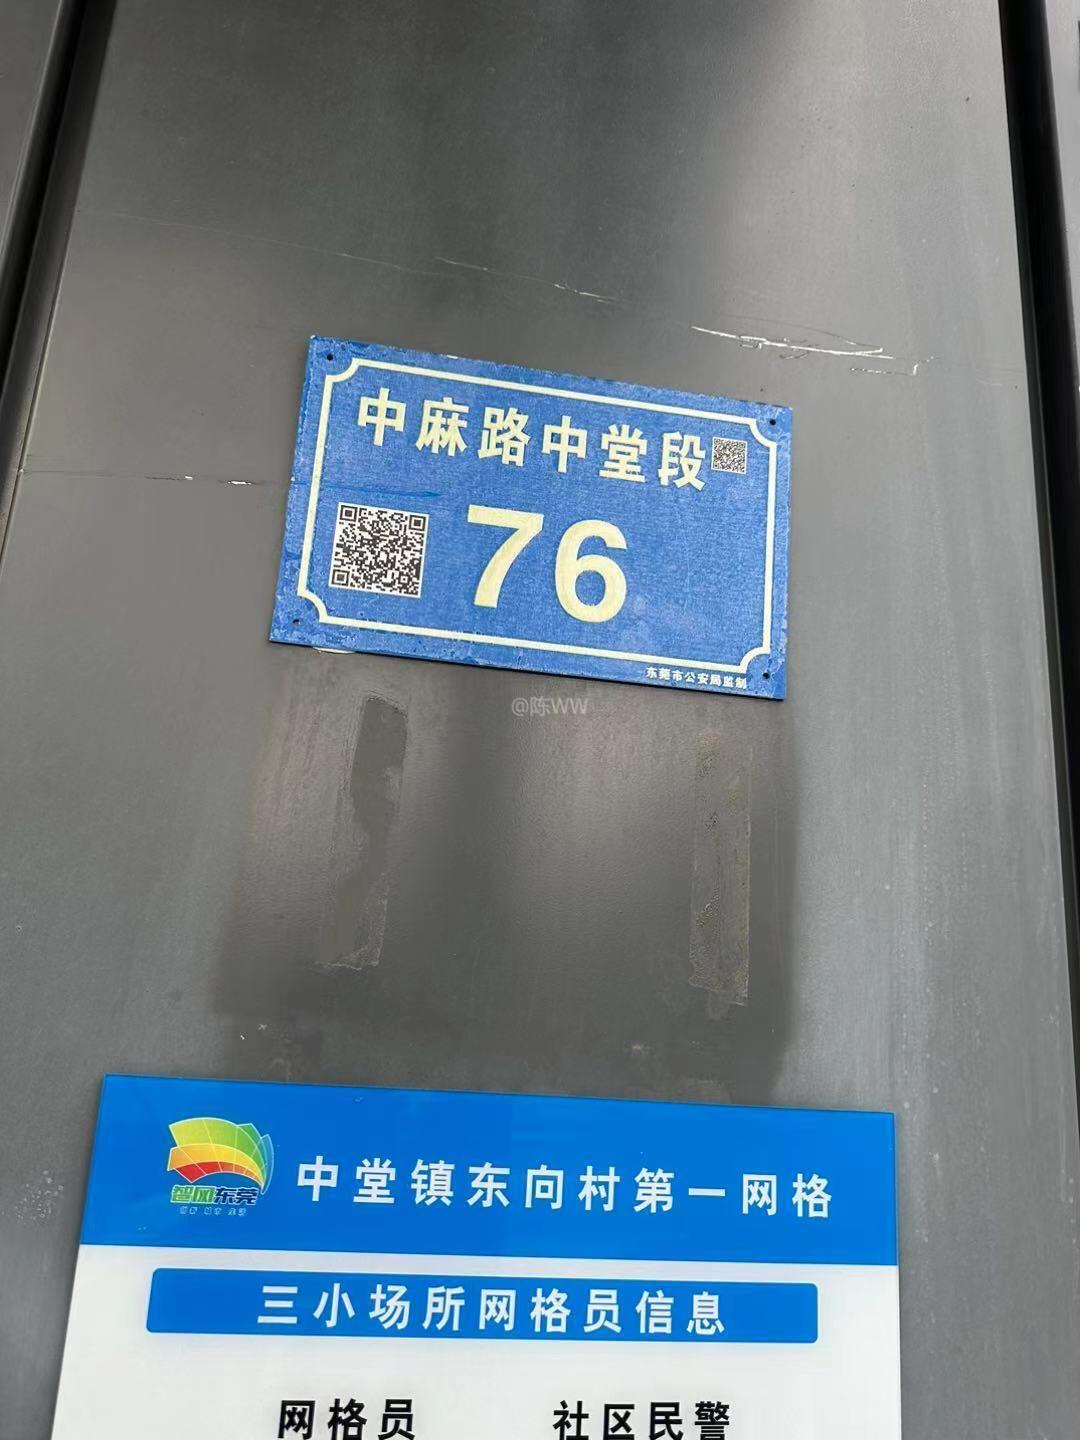 中麻路中堂段
76
东莞市公安局监制
@陈WW
智网东莞
中堂镇东向村第一网格
三小场所网格员信息
网格员 社区民警